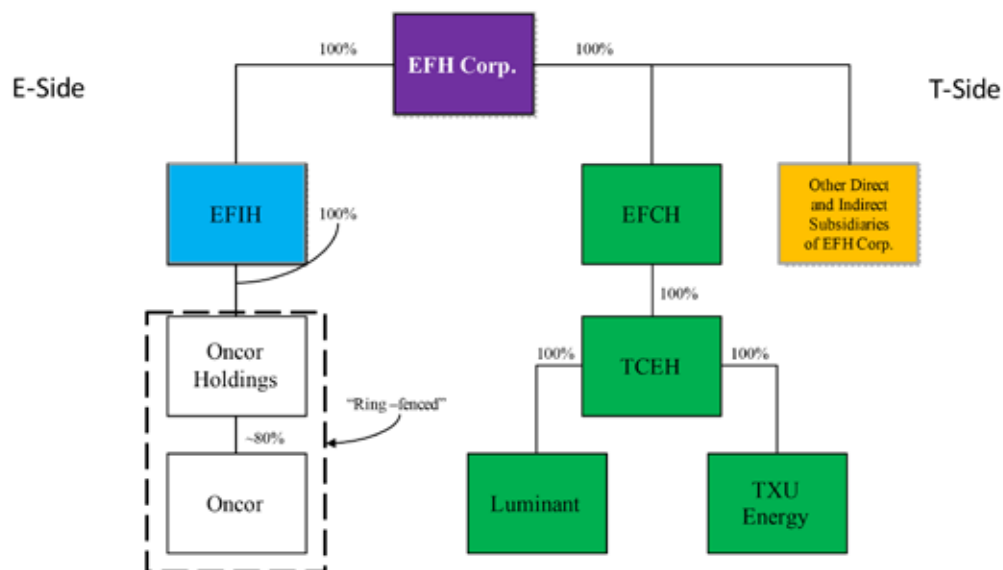 100%
EFH Corp.
100%
E-Side
T-Side
EFIH
100%
EFCH
Other Direct
and Indirect
Subsidiaries
of EFH Corp.
100%
Oncor
Holdings
100%
TCEH
100%
"Ring –fenced"
~80%
Oncor
Luminant
TXU
Energy